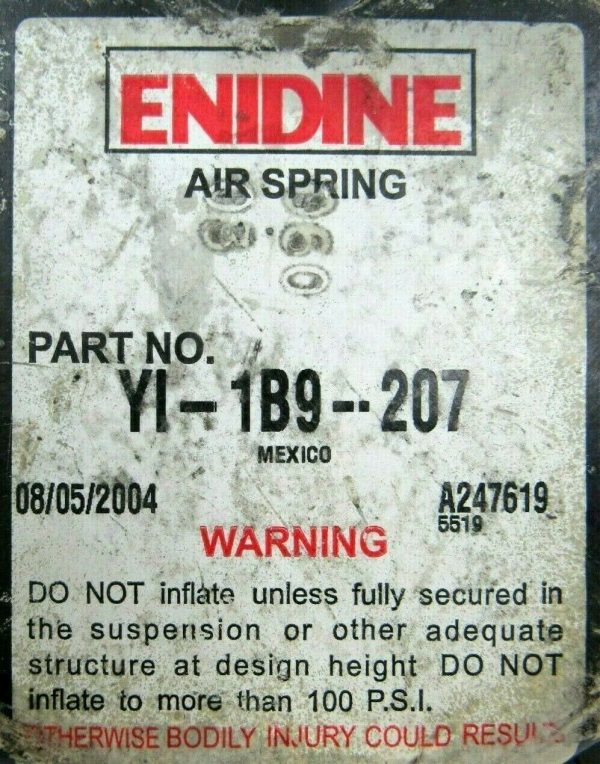 ENIDINE
AIR SPRING
PART NO.
YI-1B9--207
MEXICO
08/05/2004 A247619
5519
WARNING
DO NOT inflate unless fully secured in
the suspension or other adequate
structure at design height DO NOT
inflate to more than 100 P.S.I.
OTHERWISE BODILY INJURY COULD RESULT